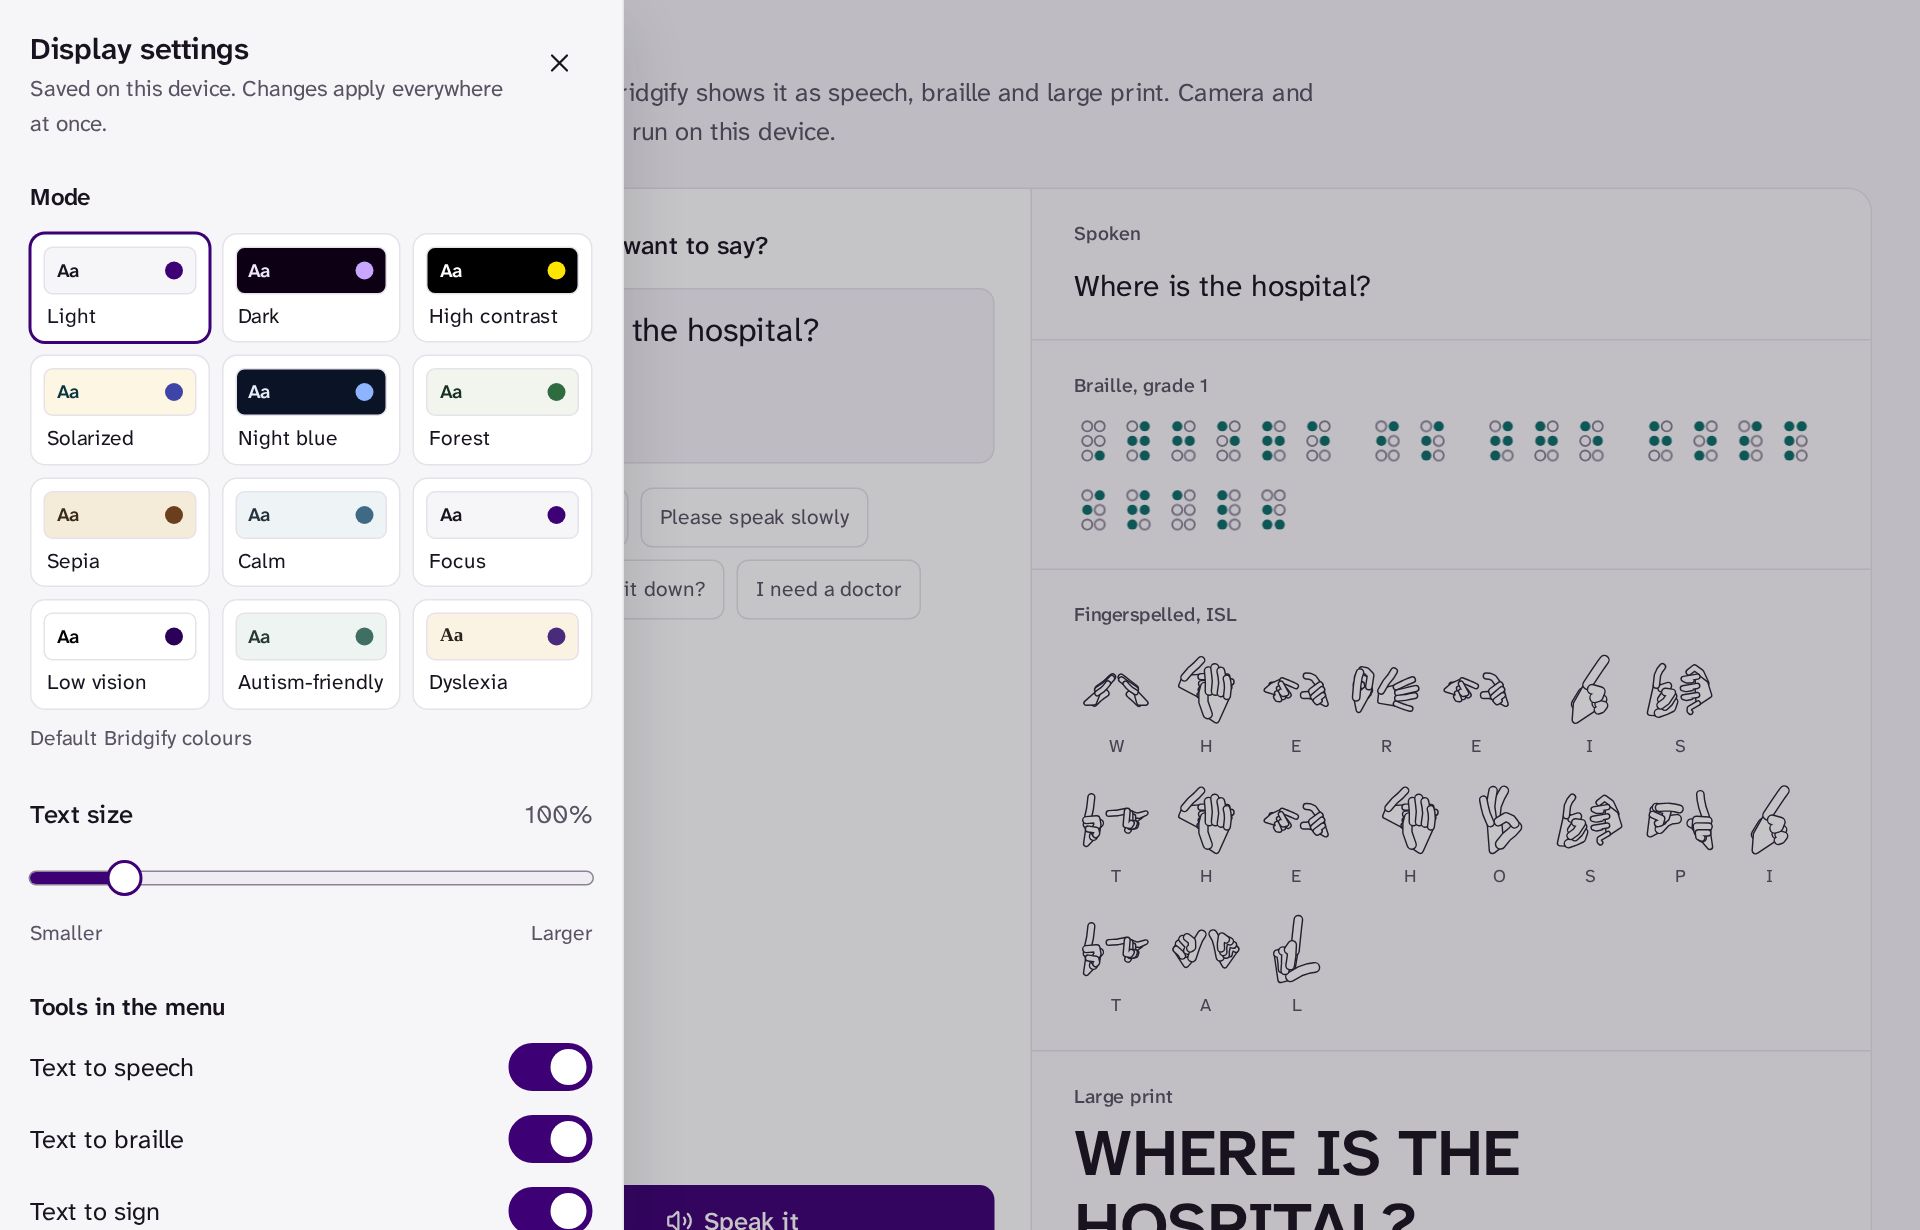 Display settings
Saved on this device. Changes apply everywhere
at once.
Mode
Aa
Light
Aa
Dark
Aa
High contrast
Aa
Solarized
Aa
Night blue
Aa
Forest
Aa
Sepia
Aa
Calm
Aa
Focus
Aa
Low vision
Aa
Autism-friendly
Aa
Dyslexia
Default Bridgify colours
Text size 100%
Smaller Larger
Tools in the menu
Text to speech
Text to braille
Text to sign
ridgify shows it as speech, braille and large print. Camera and
run on this device.
want to say?
the hospital?
Please speak slowly
it down?
I need a doctor
Speak it
Spoken
Where is the hospital?
Braille, grade 1
⠠⠺⠓⠑⠗⠑ ⠊⠎ ⠞⠓⠑ ⠓⠕⠎⠏
⠊⠞⠁⠇⠦
Fingerspelled, ISL
W H E R E I S
T H E H O S P I
T A L
Large print
WHERE IS THE
HOSPITAL?